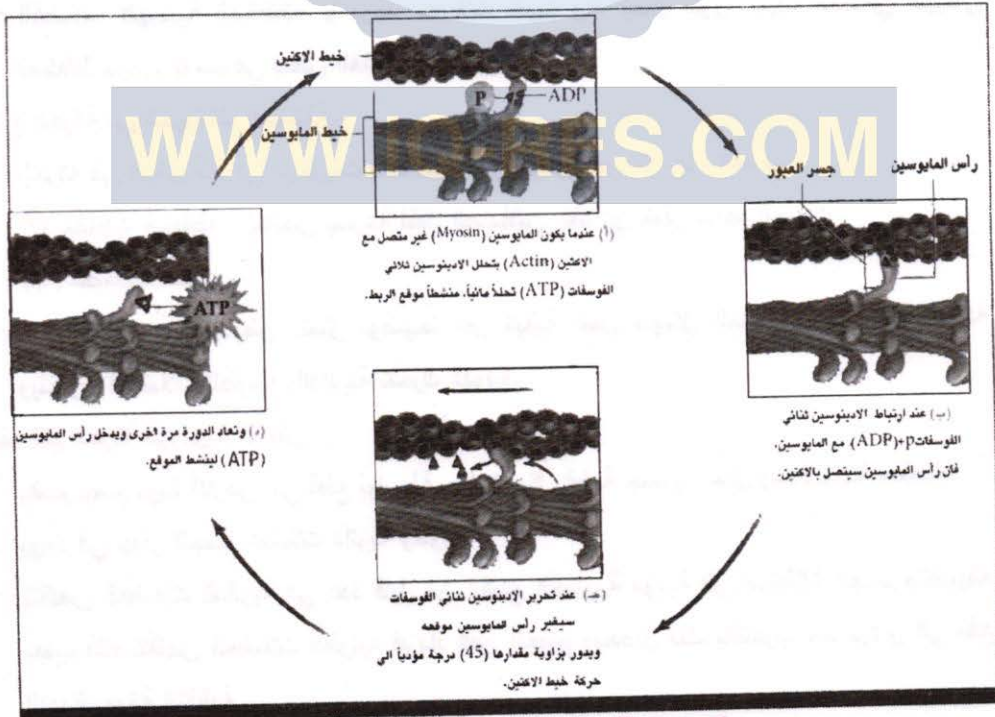 خيط الاكتين
P
ADP
خيط المايوسين
WWW.IQ-RES.COM
(أ) عندما يكون المايوسين (Myosin) غير متصل مع
الاكتين (Actin) يتحلل الادينوسين ثلاثي
الفوسفات (ATP) تحللاً مائياً، منشطاً موقع الربط.
جسر العبور
رأس المايوسين
(ب) عند ارتباط الادينوسين ثنائي
الفوسفات ADP+p) مع المايوسين،
فان رأس المايوسين سيتصل بالاكتين.
(جـ) عند تحرير الادينوسين ثنائي الفوسفات
سيغير رأس المايوسين موقعه
ويدور بزاوية مقدارها (45) درجة مؤدياً الى
حركة خيط الاكتين.
ATP
(د) وتعاد الدورة مرة اخرى ويدخل رأس المايوسين
(ATP) لينشط الموقع.